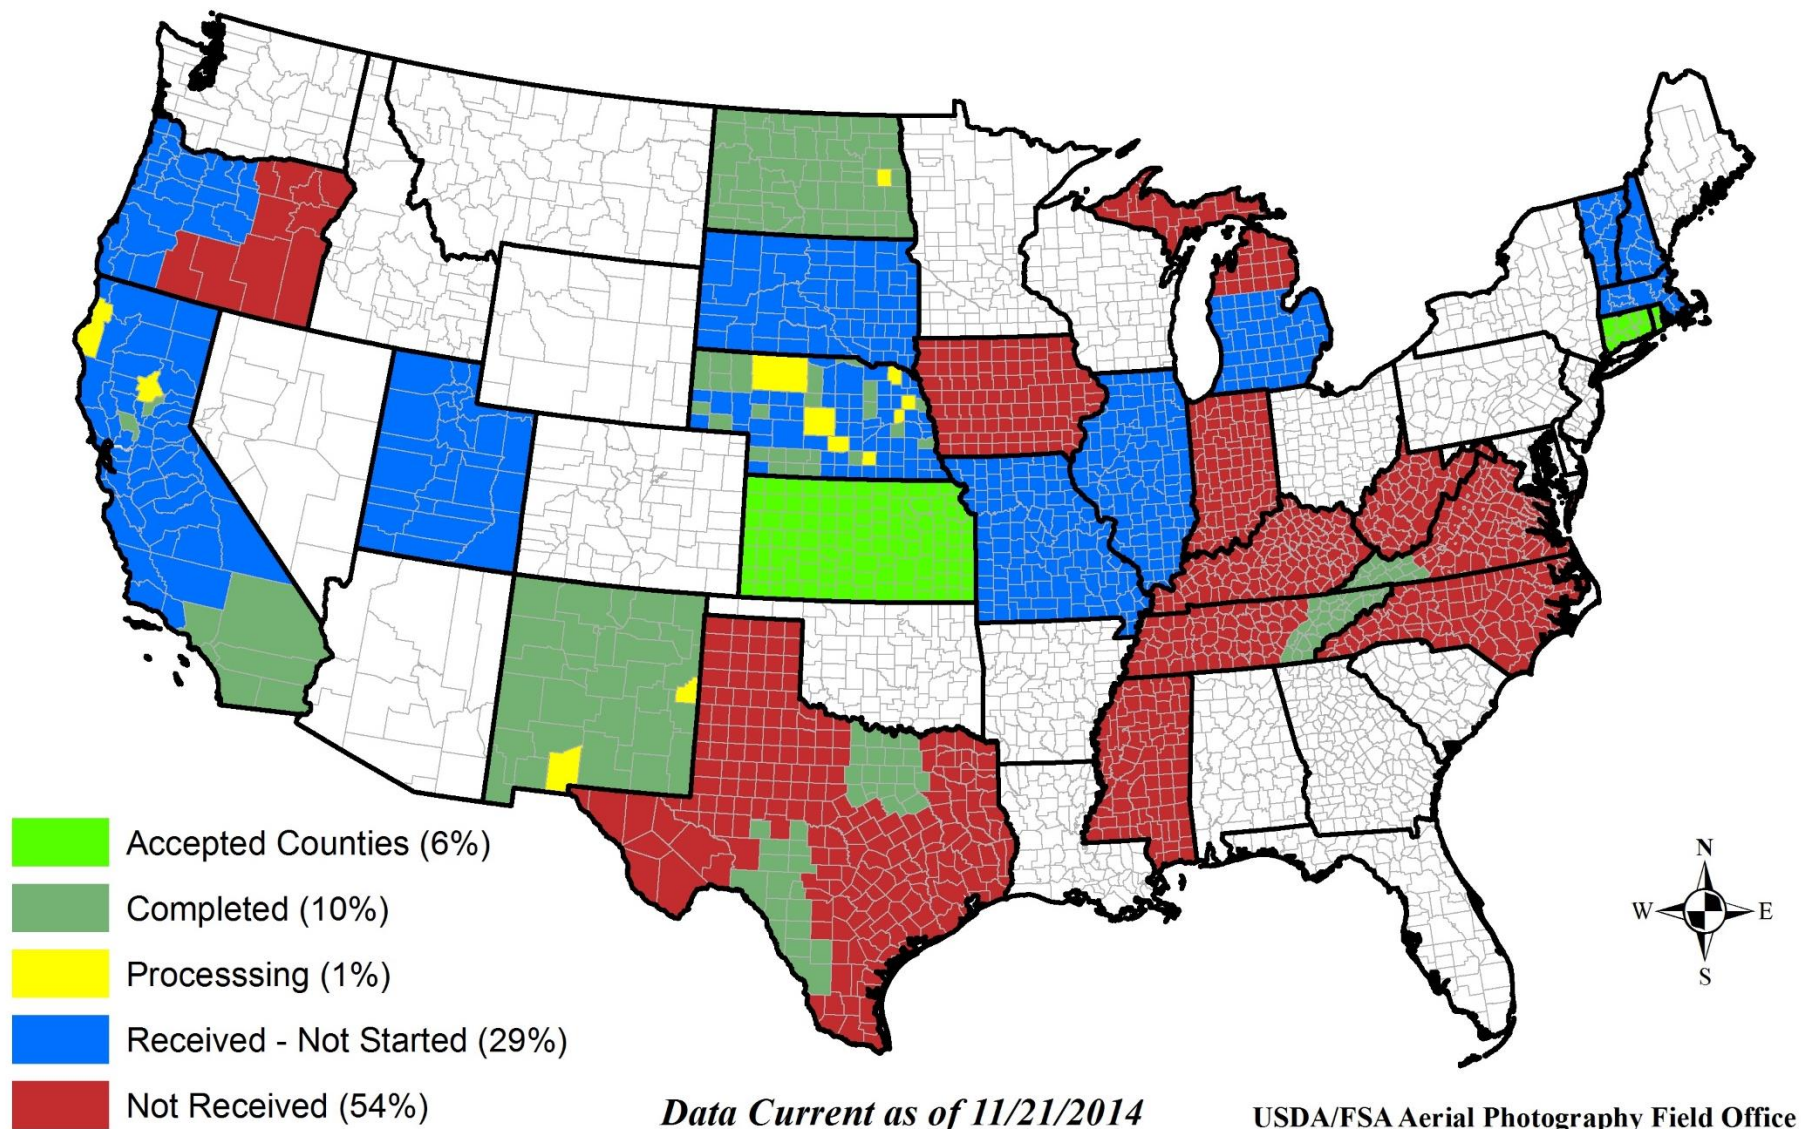 Accepted Counties (6%)
Completed (10%)
Processsing (1%)
Received - Not Started (29%)
Not Received (54%)
N
W
E
S
Data Current as of 11/21/2014
USDA/FSA Aerial Photography Field Office